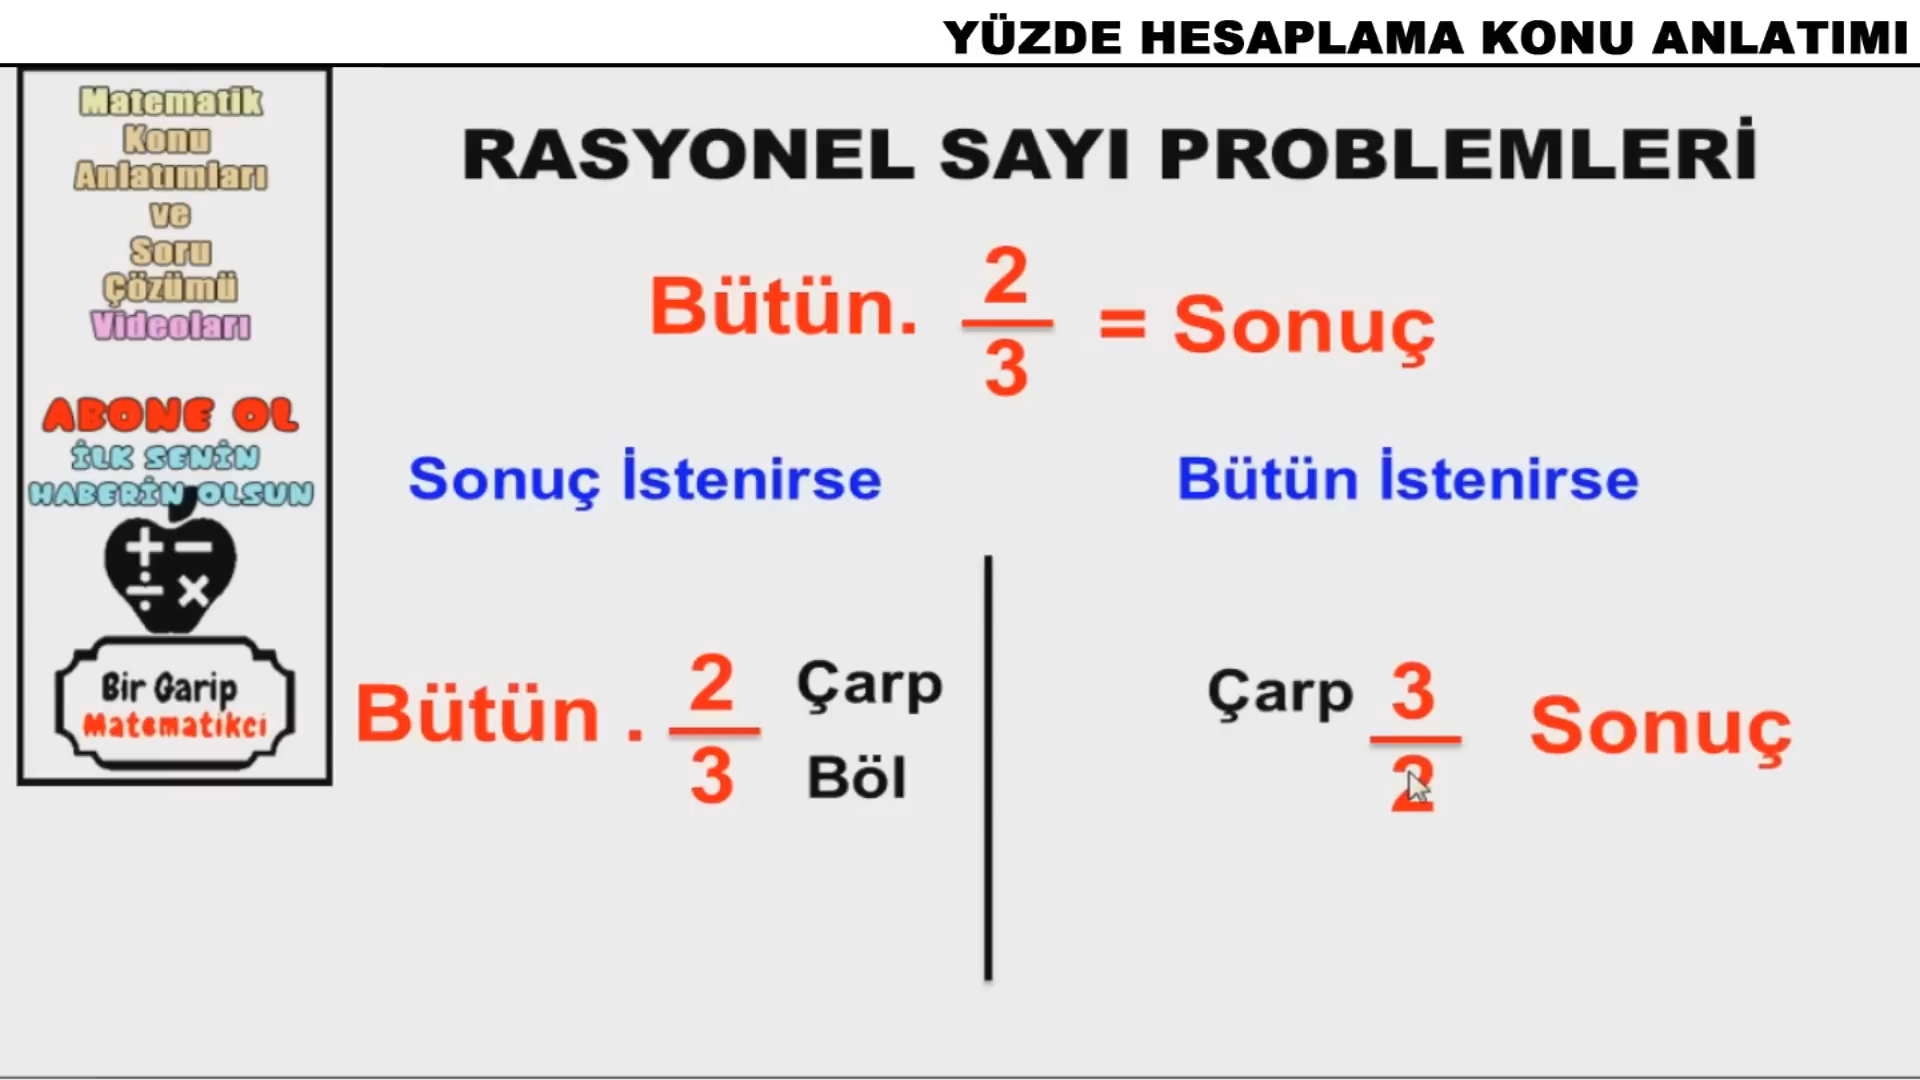 YÜZDE HESAPLAMA KONU ANLATIMI
Matematik
Konu
Anlatımları
ve
Soru
Çözümü
Videoları
ABONE OL
İLK SENİN
HABERİN OLSUN
+ −
÷ ×
Bir Garip
Matematikci
RASYONEL SAYI PROBLEMLERİ
2
Bütün. = Sonuç
3
Sonuç İstenirse
Bütün İstenirse
2 Çarp
Bütün .
3 Böl
Çarp 3
Sonuç
2